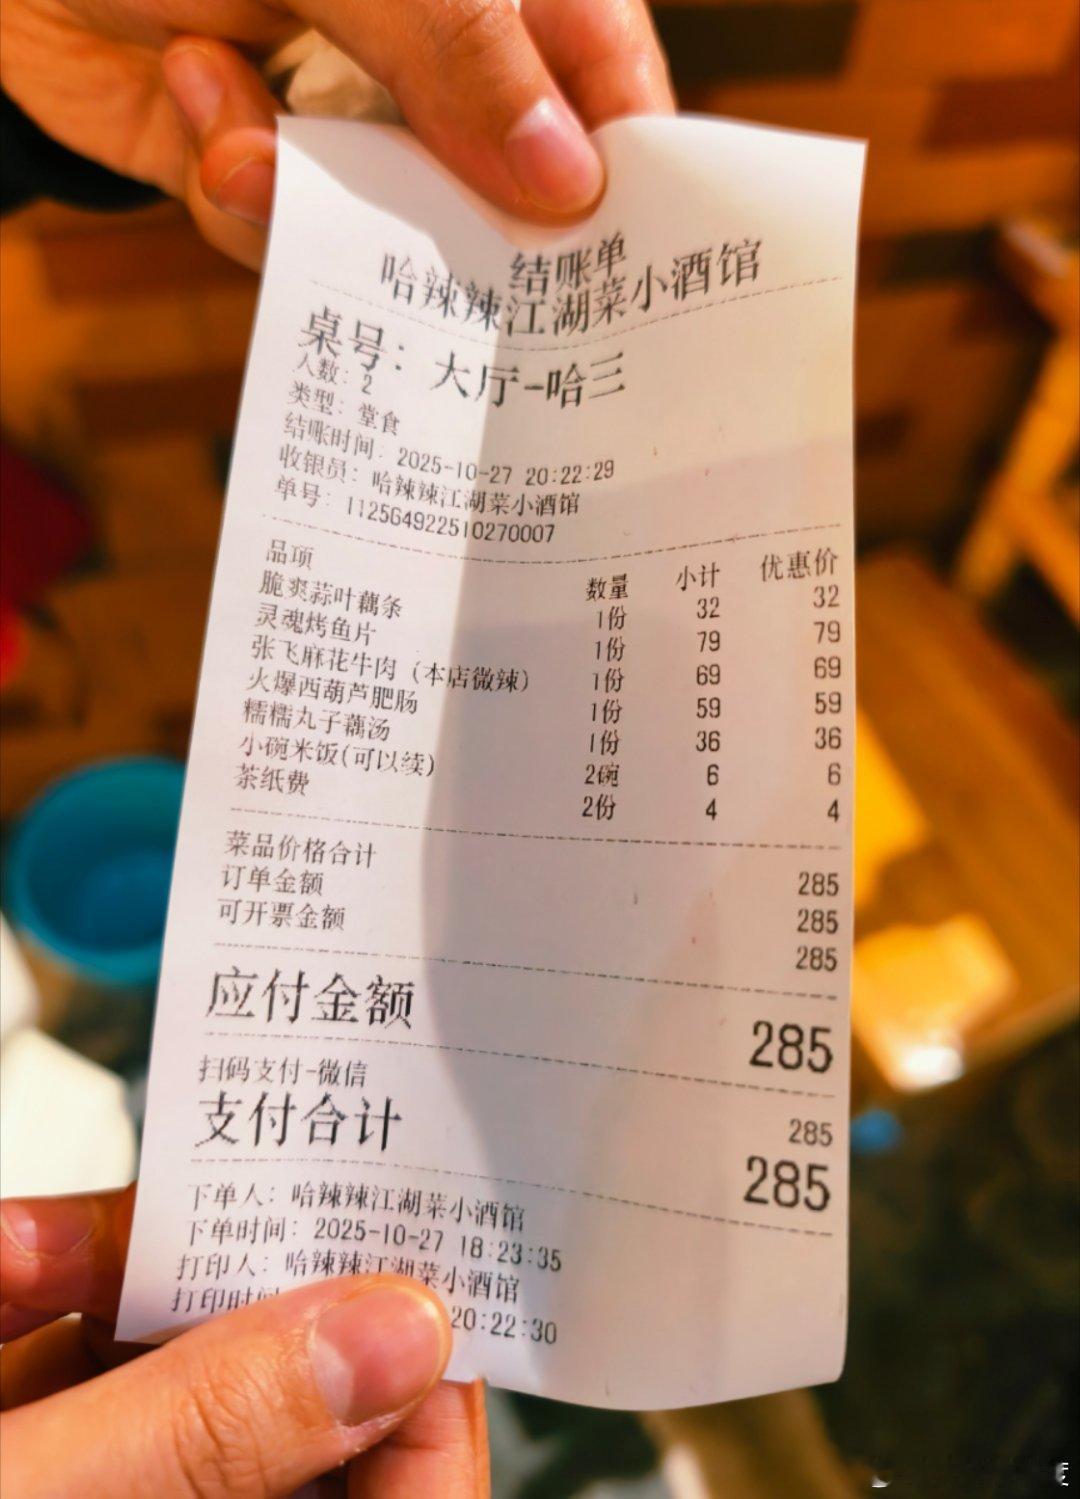 结账单
哈辣辣江湖菜小酒馆
桌号: 大厅-哈三
人数: 2
类型: 堂食
结账时间: 2025-10-27 20:22:29
收银员: 哈辣辣江湖菜小酒馆
单号: 112564922510270007
品项 数量 小计 优惠价
脆爽蒜叶藕条 1份 32 32
灵魂烤鱼片 1份 79 79
张飞麻花牛肉 (本店微辣) 1份 69 69
火爆西葫芦肥肠 1份 59 59
糯糯丸子藕汤 1份 36 36
小碗米饭(可以续) 2碗 6 6
茶纸费 2份 4 4
菜品价格合计 285
订单金额 285
可开票金额 285
应付金额 285
扫码支付-微信 285
支付合计 285
下单人: 哈辣辣江湖菜小酒馆
下单时间: 2025-10-27 18:23:35
打印人: 哈辣辣江湖菜小酒馆
打印时间 20:22:30